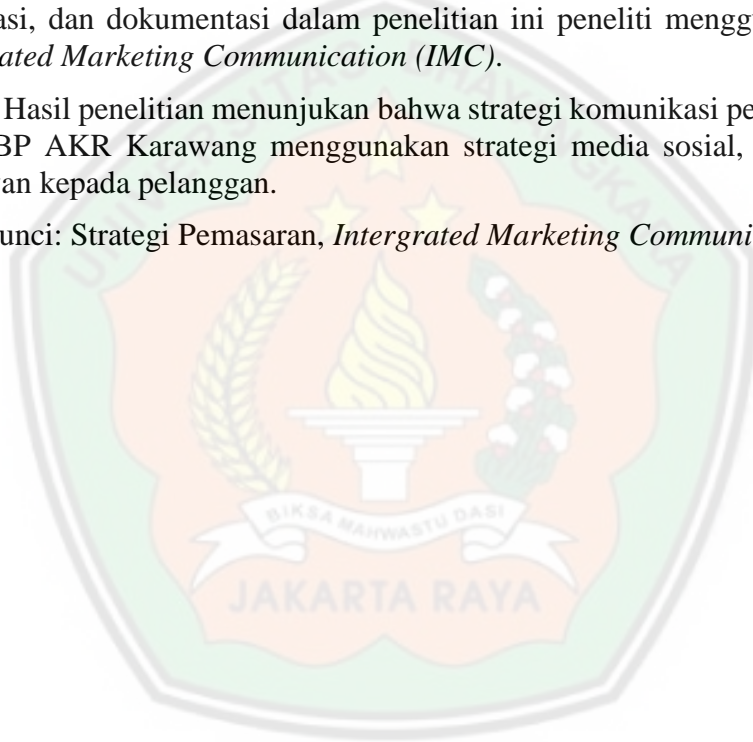 asi, dan dokumentasi dalam penelitian ini peneliti mengg
ated Marketing Communication (IMC).
Hasil penelitian menunjukan bahwa strategi komunikasi pe
BP AKR Karawang menggunakan strategi media sosial,
an kepada pelanggan.
unci: Strategi Pemasaran, Intergrated Marketing Communi
UNIVERSITAS BHAYANGKARA
BIKSA MAHWASTU DASI
JAKARTA RAYA